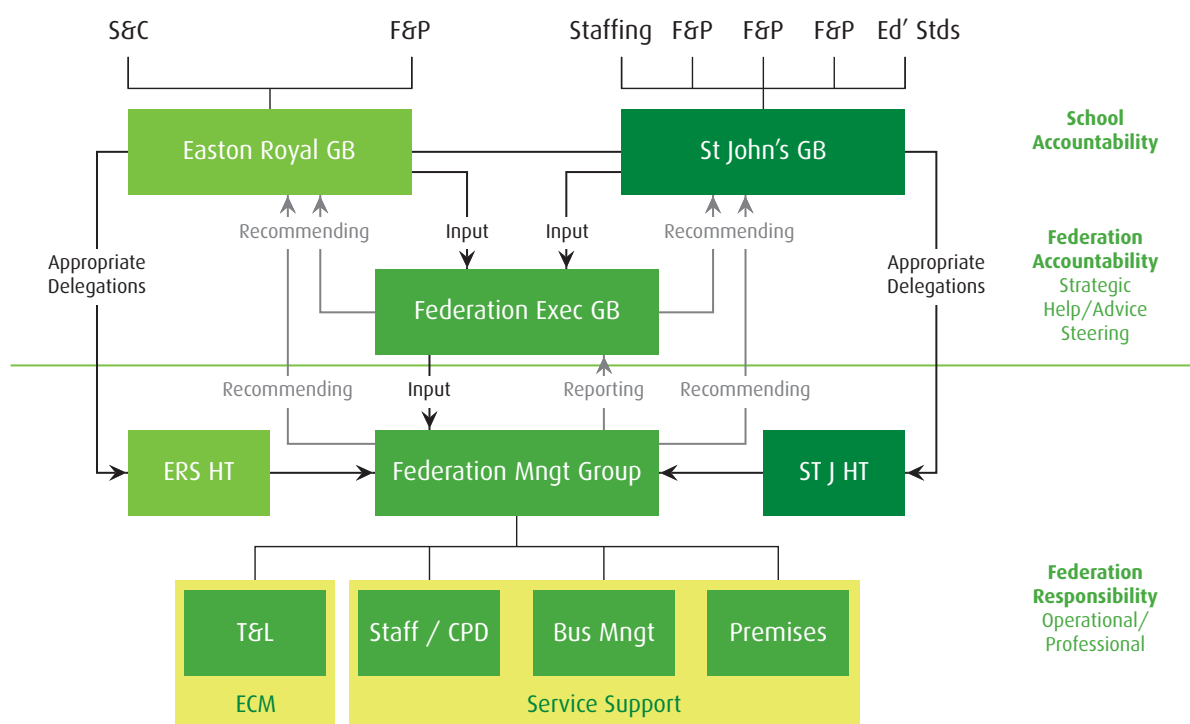 S&C
F&P
Staffing
F&P
F&P
F&P
Ed' Stds
Easton Royal GB
St John's GB
School
Accountability
Recommending
Input
Input
Recommending
Appropriate
Delegations
Appropriate
Delegations
Federation
Accountability
Strategic
Help/Advice
Steering
Federation Exec GB
Recommending
Input
Reporting
Recommending
ERS HT
Federation Mngt Group
ST J HT
T&L
Staff / CPD
Bus Mngt
Premises
ECM
Service Support
Federation
Responsibility
Operational/
Professional